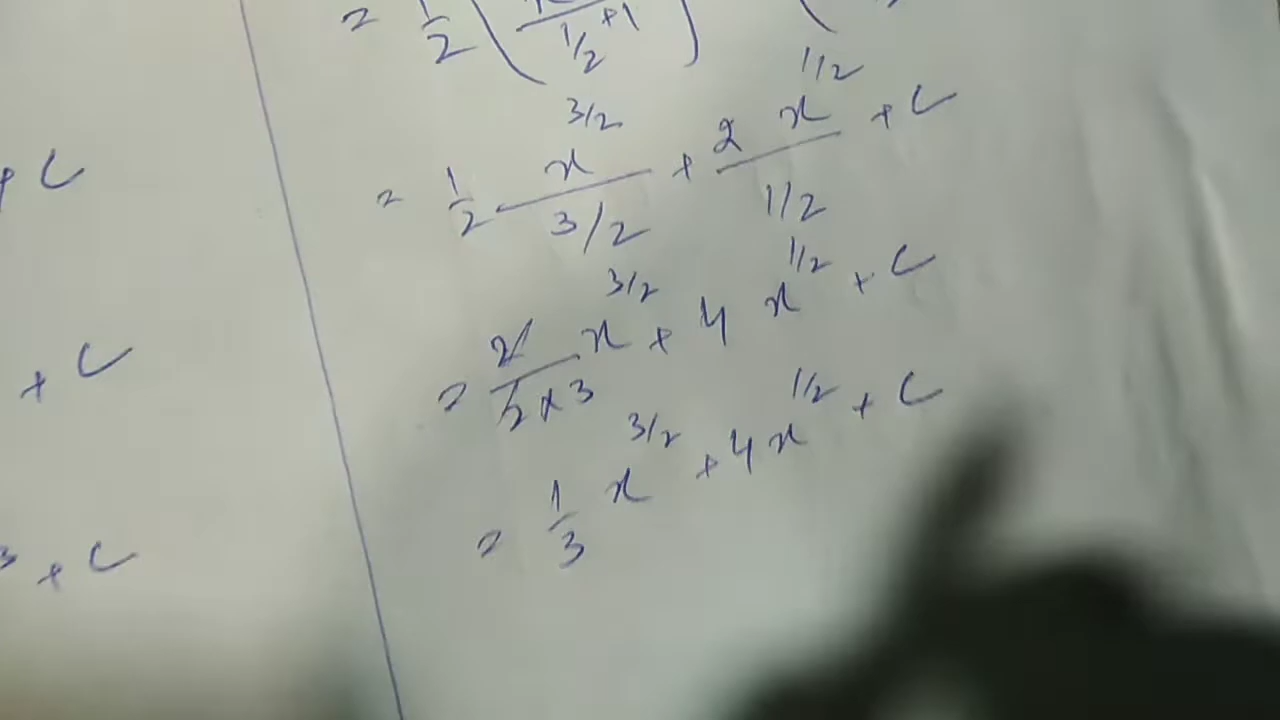 + C
+ C
3 + C
= 1/2 ( / 1/2 +1 ) (
= 1/2 x^3/2 / 3/2 + 2 x^1/2 / 1/2 + C
= 2 / 2×3 x^3/2 + 4 x^1/2 + C
= 1/3 x^3/2 + 4x^1/2 + C